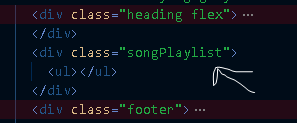 <div class="heading flex"> ...
</div>
<div class="songPlaylist">
<ul></ul>
</div>
<div class="footer"> ...